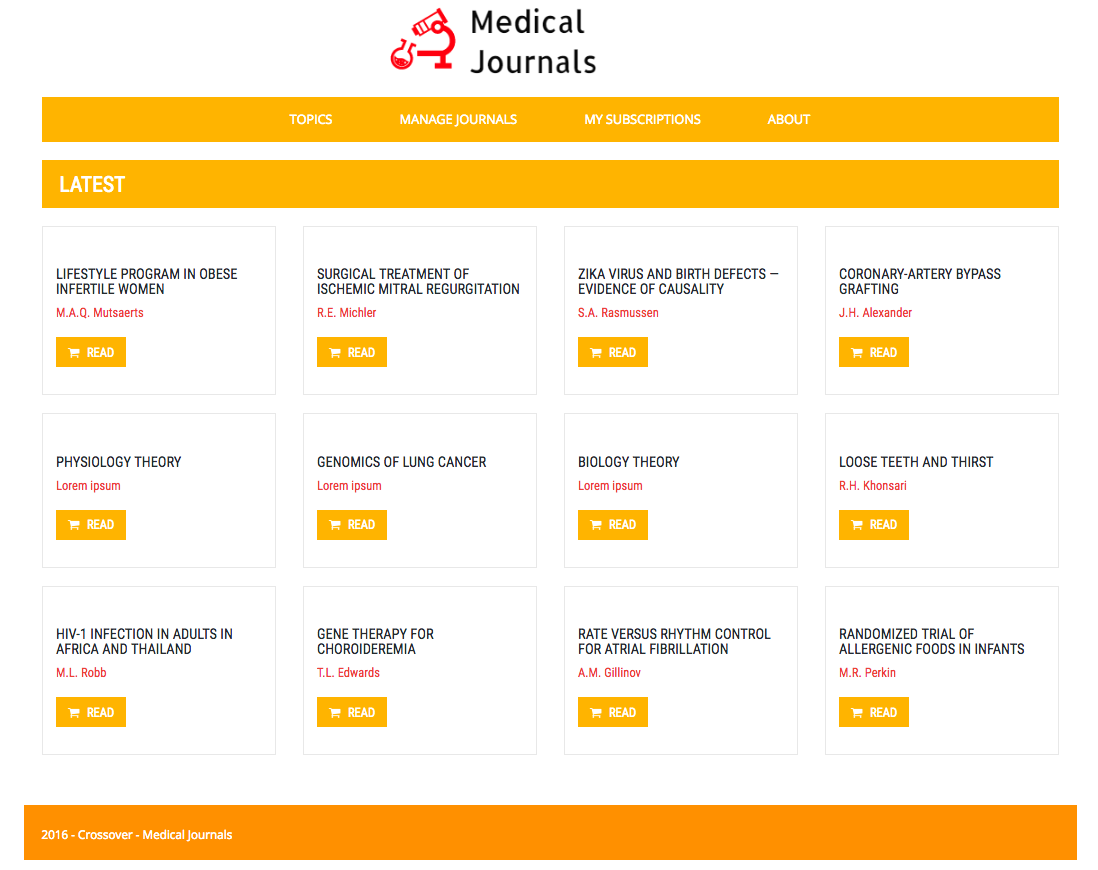 Medical
Journals
TOPICS MANAGE JOURNALS MY SUBSCRIPTIONS ABOUT
LATEST
LIFESTYLE PROGRAM IN OBESE
INFERTILE WOMEN
M.A.Q. Mutsaerts
READ
SURGICAL TREATMENT OF
ISCHEMIC MITRAL REGURGITATION
R.E. Michler
READ
ZIKA VIRUS AND BIRTH DEFECTS —
EVIDENCE OF CAUSALITY
S.A. Rasmussen
READ
CORONARY-ARTERY BYPASS
GRAFTING
J.H. Alexander
READ
PHYSIOLOGY THEORY
Lorem ipsum
READ
GENOMICS OF LUNG CANCER
Lorem ipsum
READ
BIOLOGY THEORY
Lorem ipsum
READ
LOOSE TEETH AND THIRST
R.H. Khonsari
READ
HIV-1 INFECTION IN ADULTS IN
AFRICA AND THAILAND
M.L. Robb
READ
GENE THERAPY FOR
CHOROIDEREMIA
T.L. Edwards
READ
RATE VERSUS RHYTHM CONTROL
FOR ATRIAL FIBRILLATION
A.M. Gillinov
READ
RANDOMIZED TRIAL OF
ALLERGENIC FOODS IN INFANTS
M.R. Perkin
READ
2016 - Crossover - Medical Journals